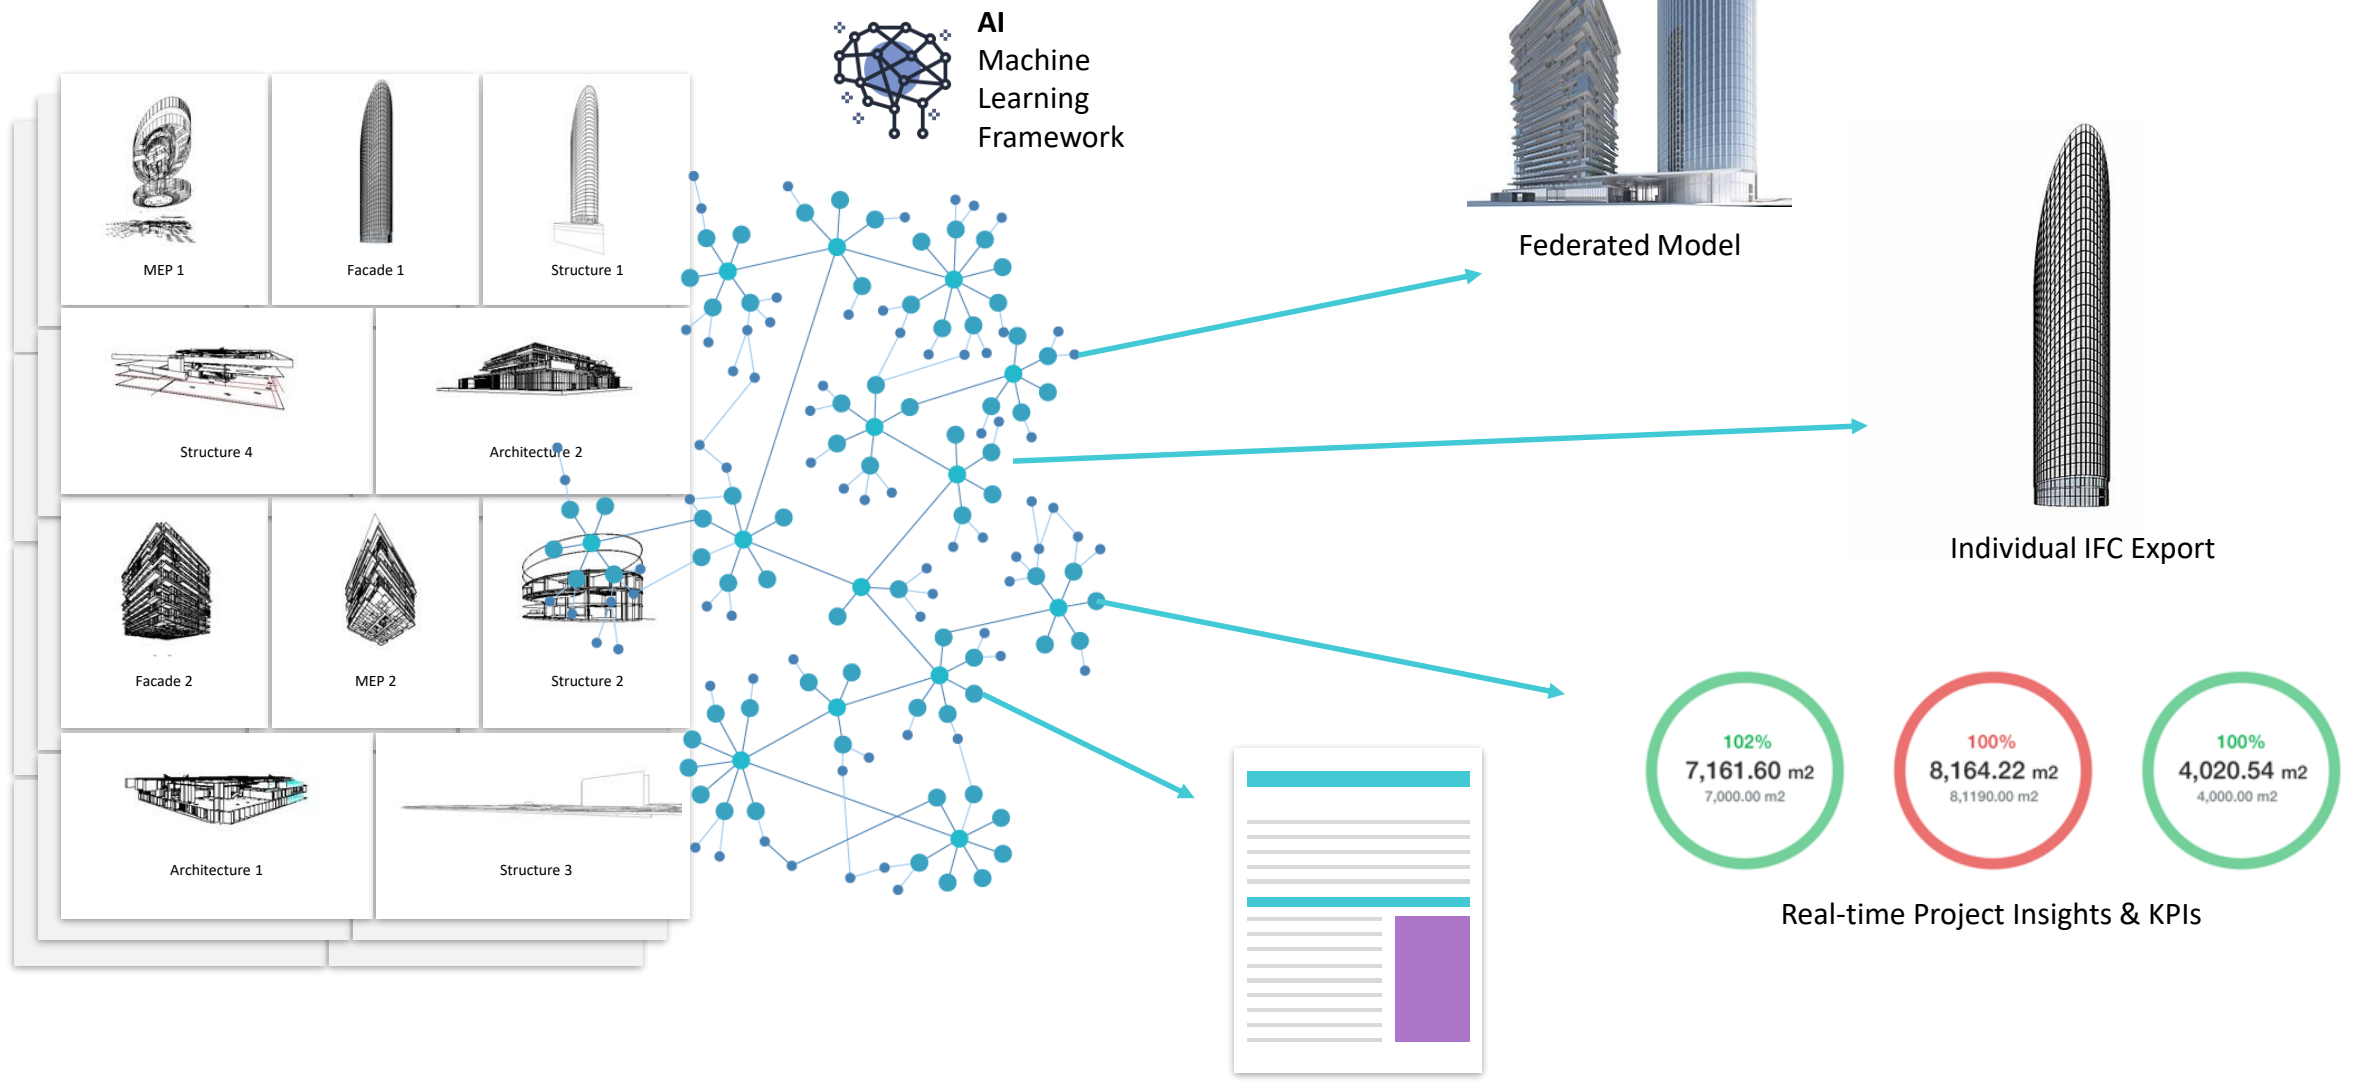 AI
Machine
Learning
Framework
MEP 1
Facade 1
Structure 1
Structure 4
Architecture 2
Facade 2
MEP 2
Structure 2
Architecture 1
Structure 3
Federated Model
Individual IFC Export
102%
7,161.60 m2
7,000.00 m2
100%
8,164.22 m2
8,1190.00 m2
100%
4,020.54 m2
4,000.00 m2
Real-time Project Insights & KPIs